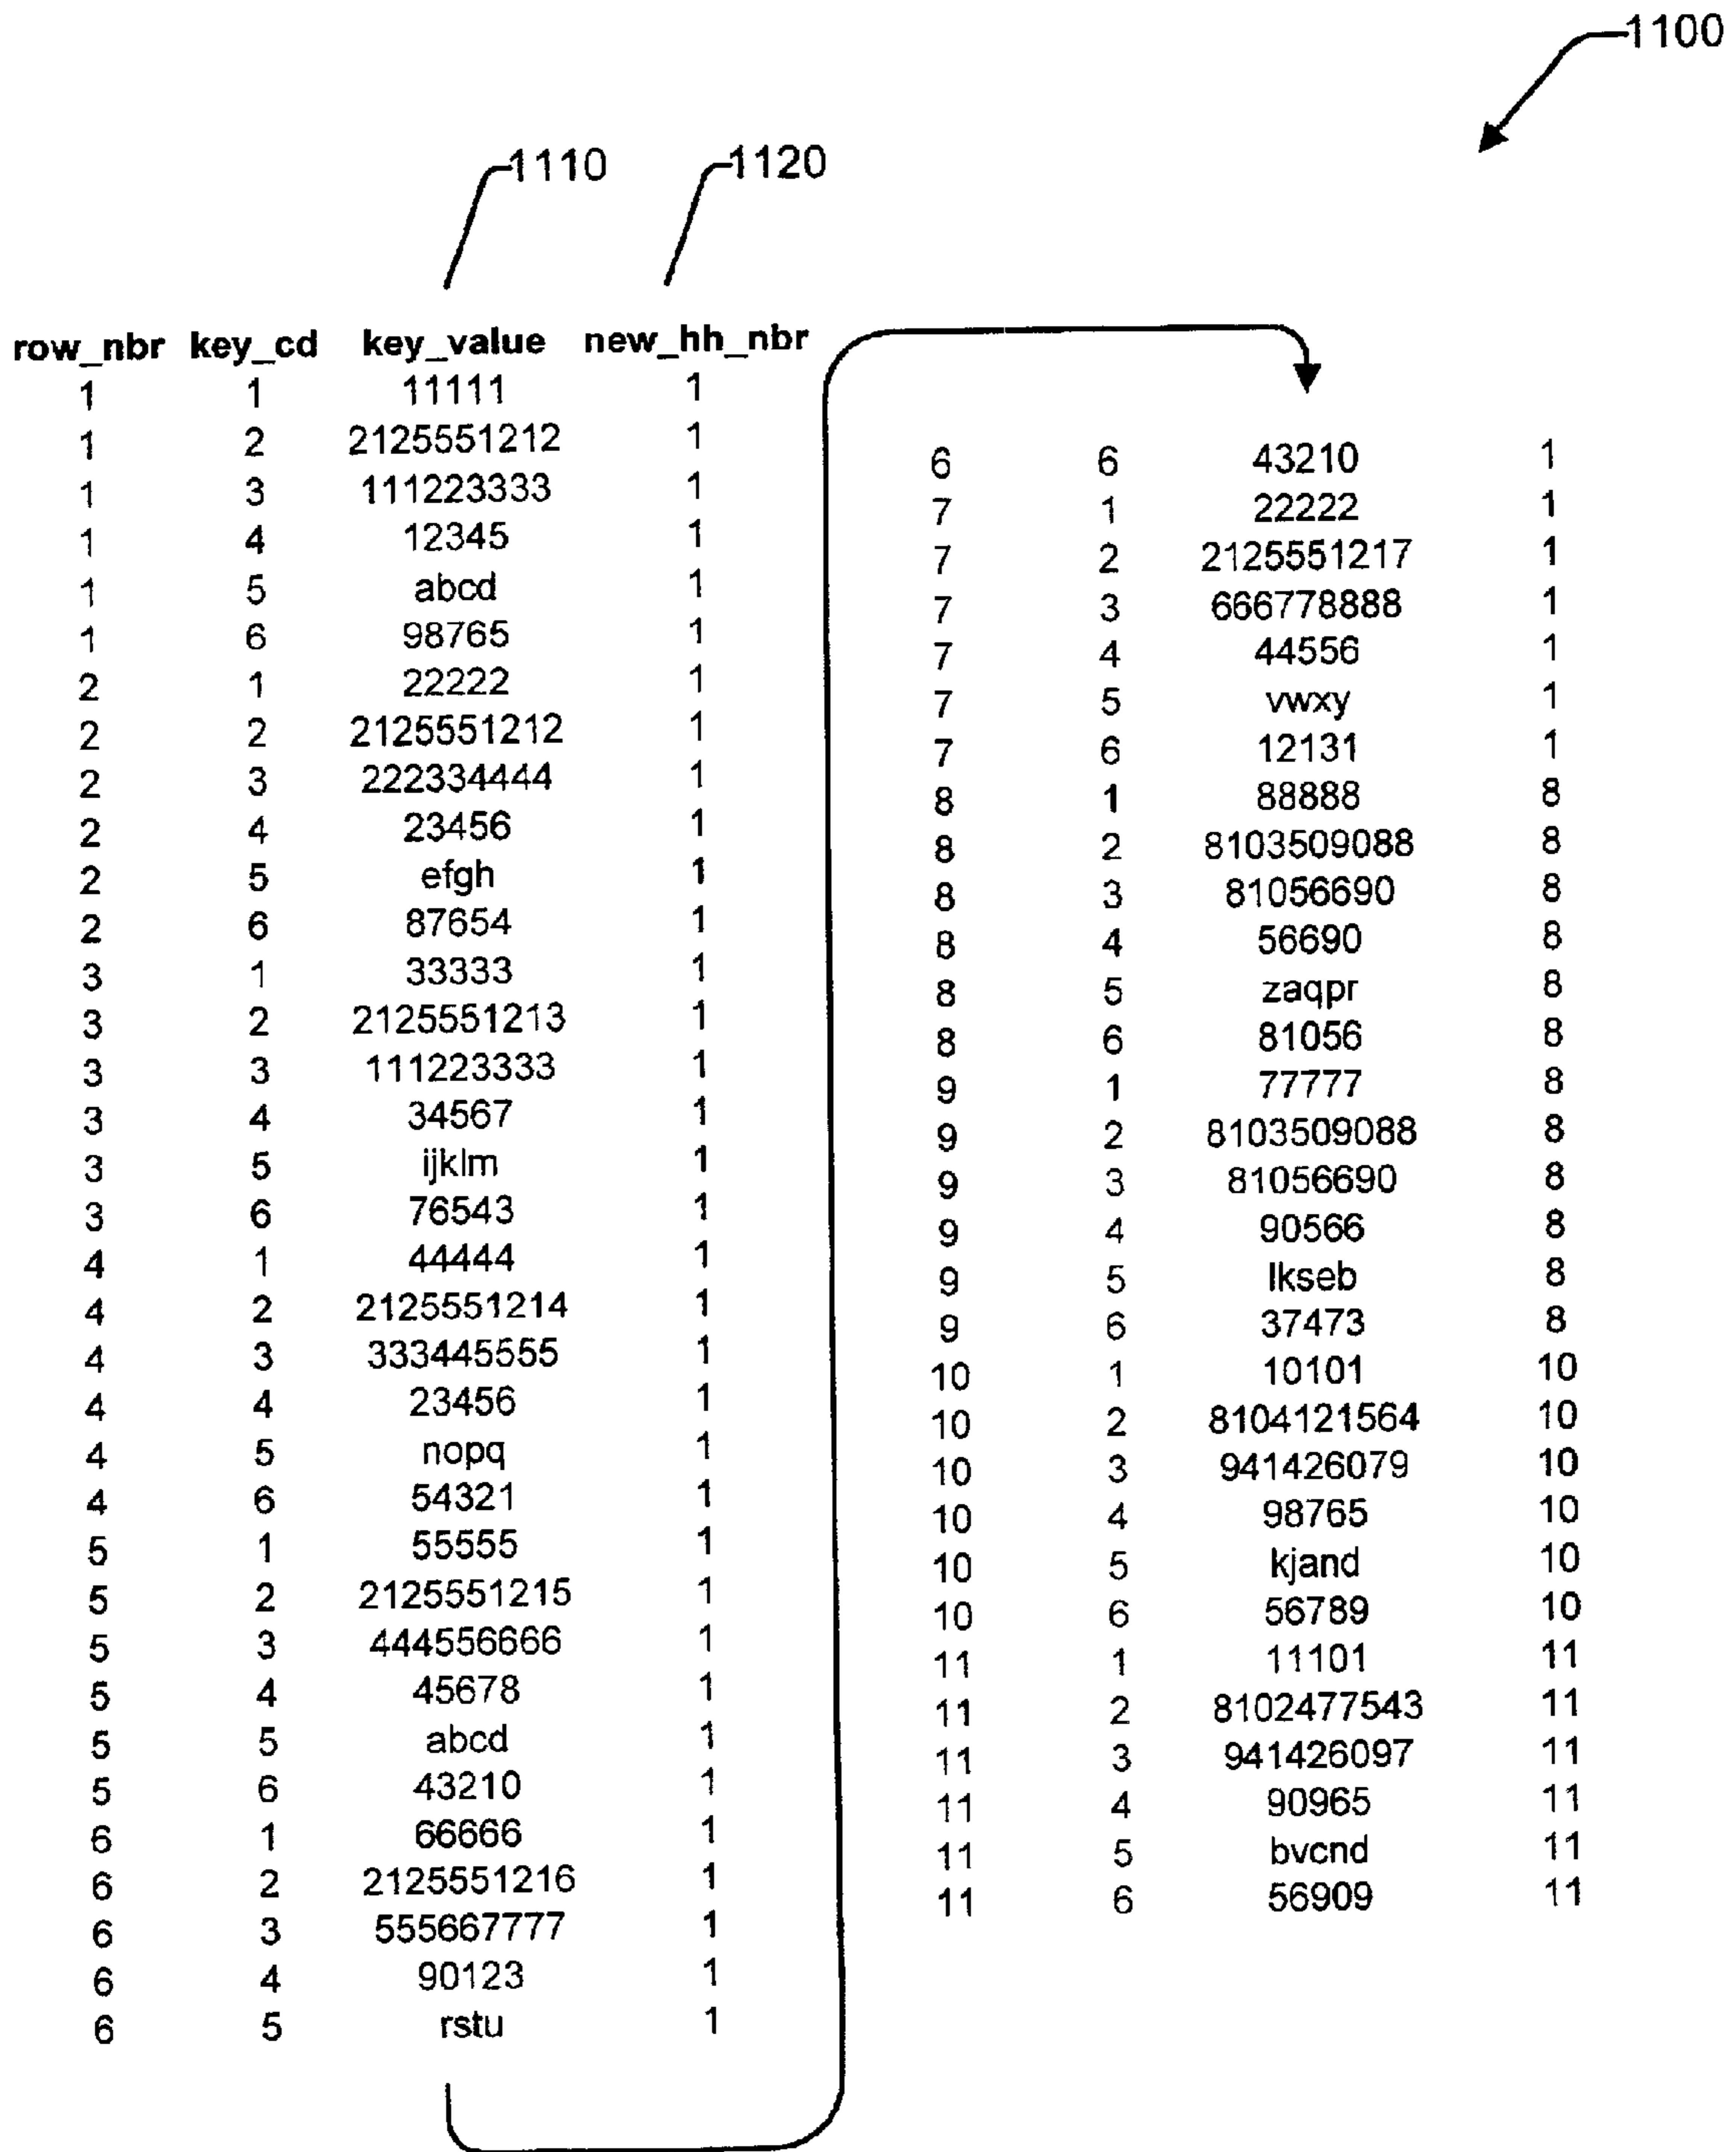 1100
1110 1120
row_nbr key_cd key_value new_hh_nbr
1 1 11111 1
1 2 2125551212 1
1 3 111223333 1
1 4 12345 1
1 5 abcd 1
1 6 98765 1
2 1 22222 1
2 2 2125551212 1
2 3 222334444 1
2 4 23456 1
2 5 efgh 1
2 6 87654 1
3 1 33333 1
3 2 2125551213 1
3 3 111223333 1
3 4 34567 1
3 5 ijklm 1
3 6 76543 1
4 1 44444 1
4 2 2125551214 1
4 3 333445555 1
4 4 23456 1
4 5 nopq 1
4 6 54321 1
5 1 55555 1
5 2 2125551215 1
5 3 444556666 1
5 4 45678 1
5 5 abcd 1
5 6 43210 1
6 1 66666 1
6 2 2125551216 1
6 3 555667777 1
6 4 90123 1
6 5 rstu 1
6 6 43210 1
7 1 22222 1
7 2 2125551217 1
7 3 666778888 1
7 4 44556 1
7 5 vwxy 1
7 6 12131 1
8 1 88888 8
8 2 8103509088 8
8 3 81056690 8
8 4 56690 8
8 5 zaqpr 8
8 6 81056 8
9 1 77777 8
9 2 8103509088 8
9 3 81056690 8
9 4 90566 8
9 5 lkseb 8
9 6 37473 8
10 1 10101 10
10 2 8104121564 10
10 3 941426079 10
10 4 98765 10
10 5 kjand 10
10 6 56789 10
11 1 11101 11
11 2 8102477543 11
11 3 941426097 11
11 4 90965 11
11 5 bvcnd 11
11 6 56909 11